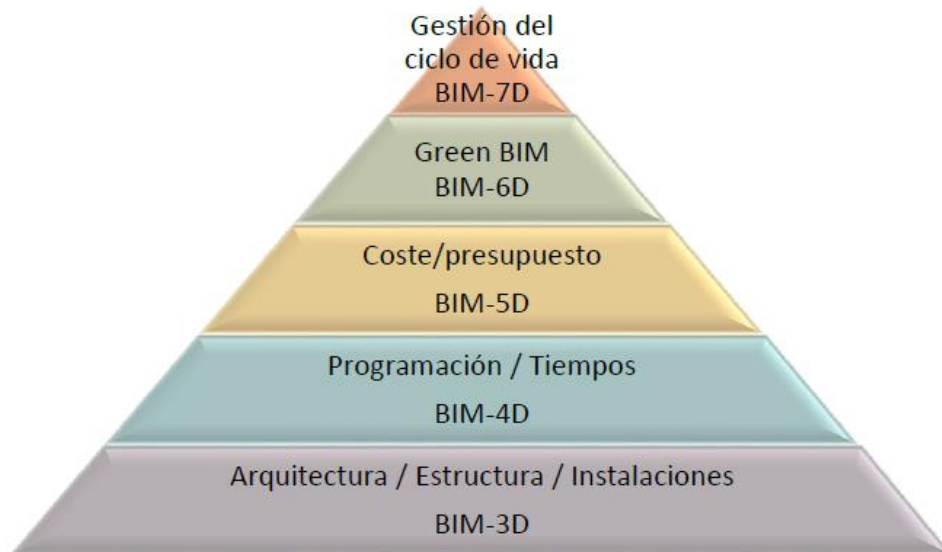 Gestión del
ciclo de vida
BIM-7D
Green BIM
BIM-6D
Coste/presupuesto
BIM-5D
Programación / Tiempos
BIM-4D
Arquitectura / Estructura / Instalaciones
BIM-3D